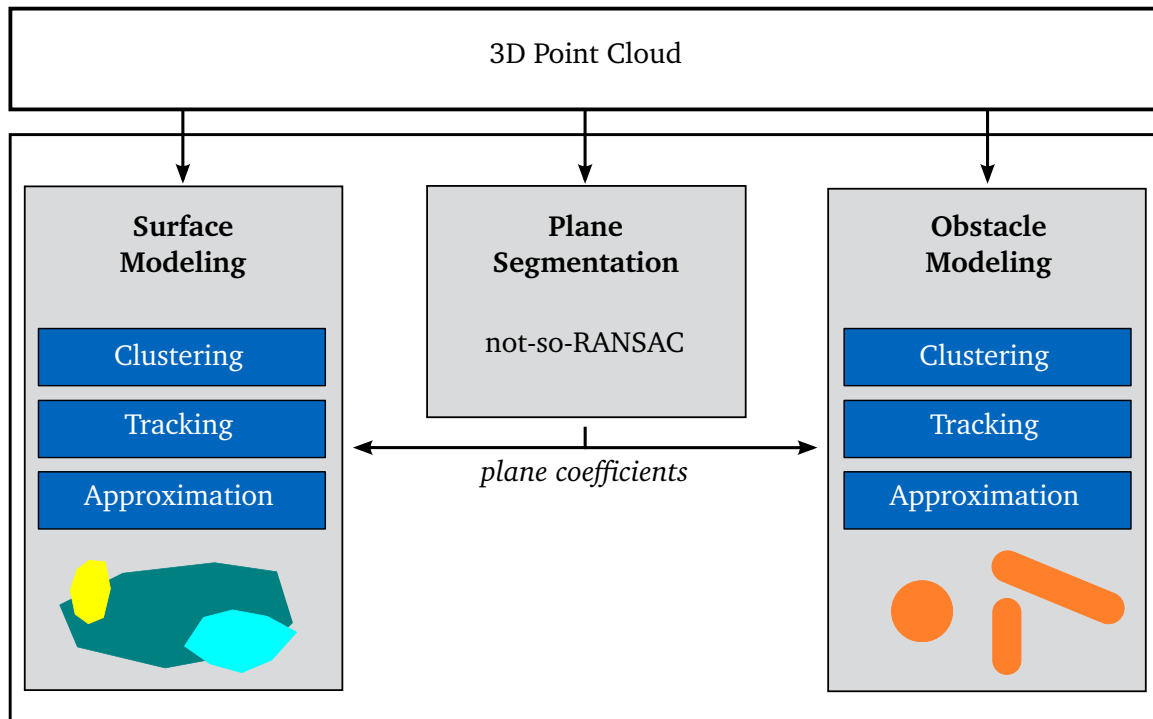 3D Point Cloud
Surface
Modeling
Clustering
Tracking
Approximation
Plane
Segmentation
not-so-RANSAC
plane coefficients
Obstacle
Modeling
Clustering
Tracking
Approximation